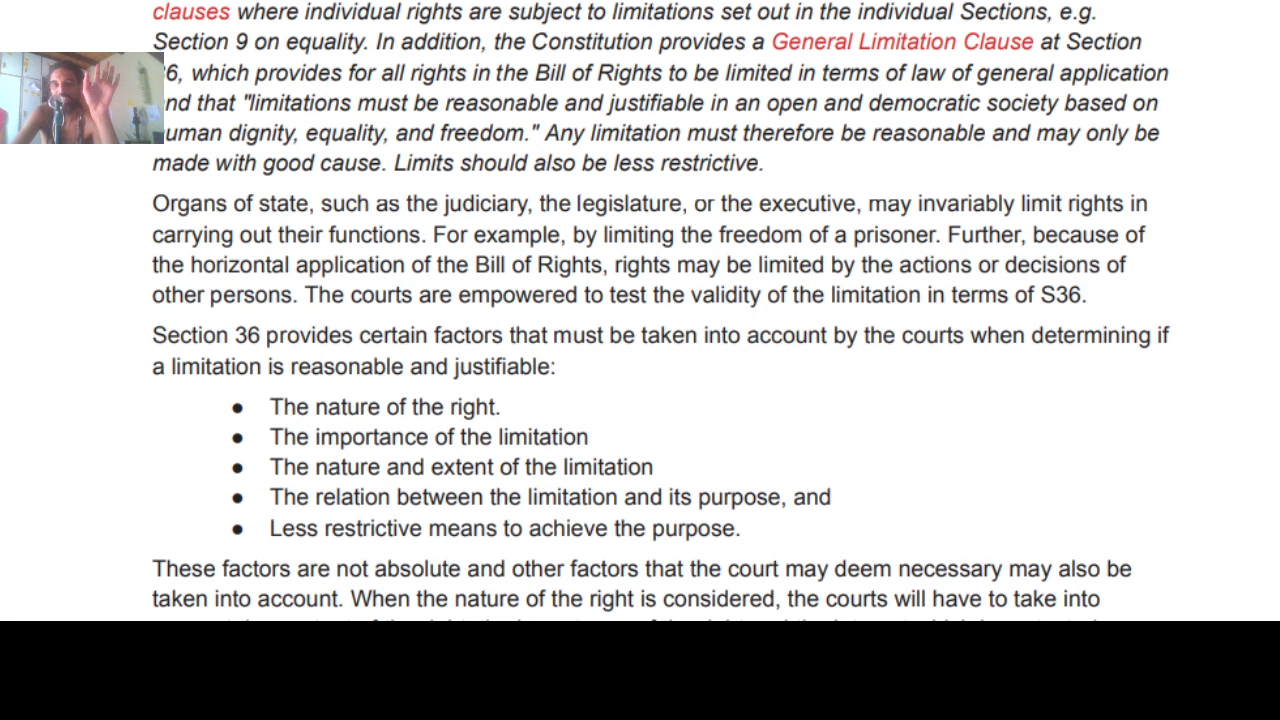 clauses where individual rights are subject to limitations set out in the individual Sections, e.g.
Section 9 on equality. In addition, the Constitution provides a General Limitation Clause at Section
6, which provides for all rights in the Bill of Rights to be limited in terms of law of general application
nd that "limitations must be reasonable and justifiable in an open and democratic society based on
uman dignity, equality, and freedom." Any limitation must therefore be reasonable and may only be
made with good cause. Limits should also be less restrictive.
Organs of state, such as the judiciary, the legislature, or the executive, may invariably limit rights in
carrying out their functions. For example, by limiting the freedom of a prisoner. Further, because of
the horizontal application of the Bill of Rights, rights may be limited by the actions or decisions of
other persons. The courts are empowered to test the validity of the limitation in terms of S36.
Section 36 provides certain factors that must be taken into account by the courts when determining if
a limitation is reasonable and justifiable:
● The nature of the right.
● The importance of the limitation
● The nature and extent of the limitation
● The relation between the limitation and its purpose, and
● Less restrictive means to achieve the purpose.
These factors are not absolute and other factors that the court may deem necessary may also be
taken into account. When the nature of the right is considered, the courts will have to take into